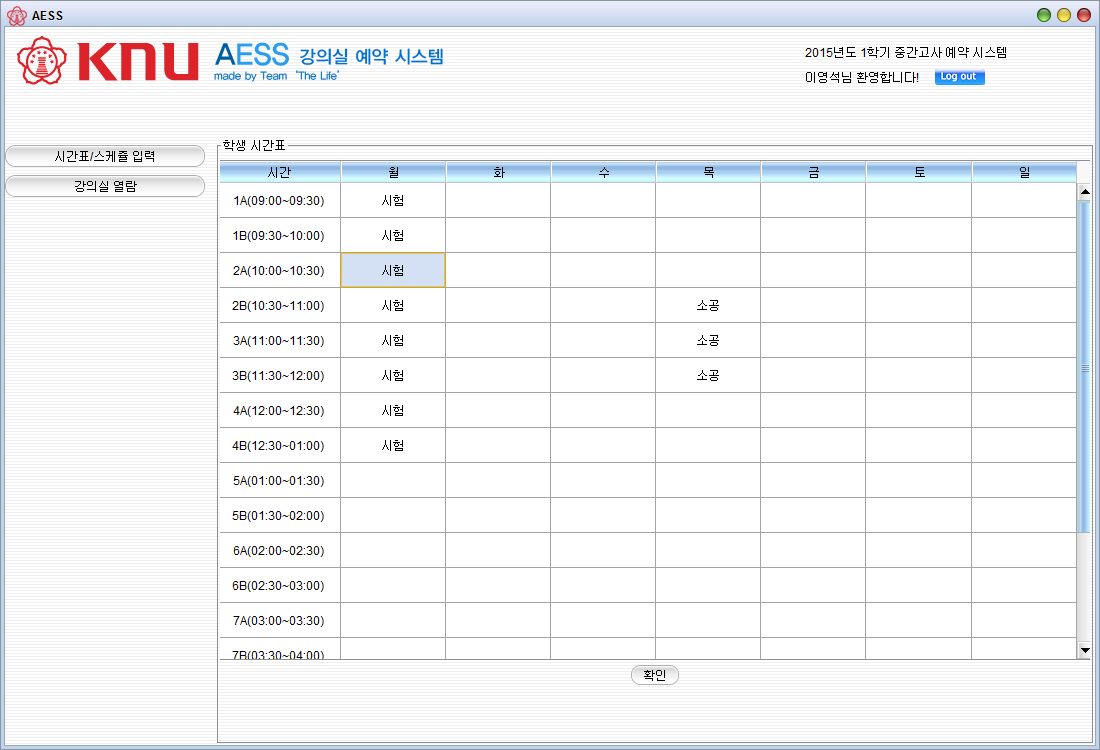 AESS
KNU AESS 강의실 예약 시스템
made by Team 'The Life'
2015년도 1학기 중간고사 예약 시스템
이영석님 환영합니다! Log out
시간표/스케쥴 입력
강의실 열람
학생 시간표
시간 월 화 수 목 금 토 일
1A(09:00~09:30) 시험
1B(09:30~10:00) 시험
2A(10:00~10:30) 시험
2B(10:30~11:00) 시험 소공
3A(11:00~11:30) 시험 소공
3B(11:30~12:00) 시험 소공
4A(12:00~12:30) 시험
4B(12:30~01:00) 시험
5A(01:00~01:30)
5B(01:30~02:00)
6A(02:00~02:30)
6B(02:30~03:00)
7A(03:00~03:30)
7B(03:30~04:00)
확인